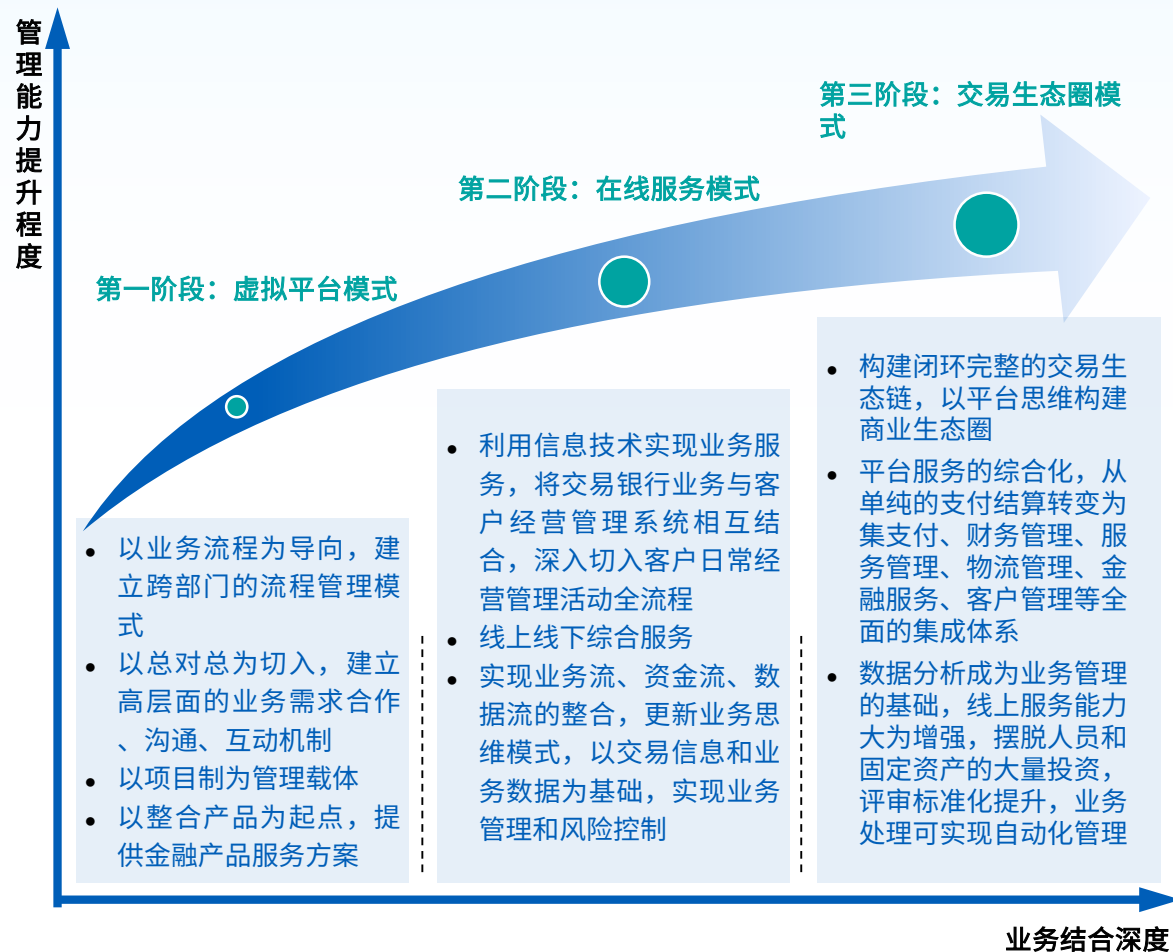 管理能力提升程度
第三阶段：交易生态圈模
式
第二阶段：在线服务模式
第一阶段：虚拟平台模式
• 以业务流程为导向，建
立跨部门的流程管理模
式
• 以总对总为切入，建立
高层面的业务需求合作
、沟通、互动机制
• 以项目制为管理载体
• 以整合产品为起点，提
供金融产品服务方案
• 利用信息技术实现业务服
务，将交易银行业务与客
户经营管理系统相互结
合，深入切入客户日常经
营管理活动全流程
• 线上线下综合服务
• 实现业务流、资金流、数
据流的整合，更新业务思
维模式，以交易信息和业
务数据为基础，实现业务
管理和风险控制
• 构建闭环完整的交易生
态链，以平台思维构建
商业生态圈
• 平台服务的综合化，从
单纯的支付结算转变为
集支付、财务管理、服
务管理、物流管理、金
融服务、客户管理等全
面的集成体系
• 数据分析成为业务管理
的基础，线上服务能力
大为增强，摆脱人员和
固定资产的大量投资，
评审标准化提升，业务
处理可实现自动化管理
业务结合深度